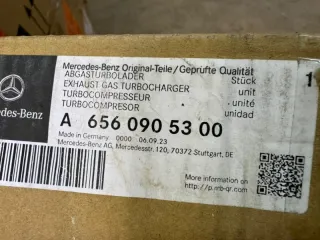 Mercedes-Benz Original-Teile / Geprüfte Qualität
ABGASTURBOLADER Stück 1
EXHAUST GAS TURBOCHARGER unit
TURBOCOMPRESSEUR unité
TURBOCOMPRESOR unidad
A 656 090 53 00
des-Benz
Made in Germany 0000 06.09.23
Mercedes-Benz AG, Mercedesstr. 120, 70372 Stuttgart, DE
More information on
http://p.mb-qr.com/